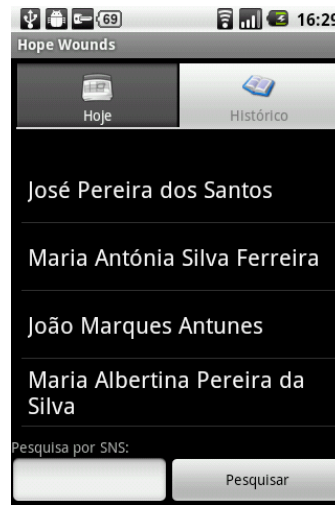 69 16:29
Hope Wounds
Hoje Histórico
José Pereira dos Santos
Maria Antónia Silva Ferreira
João Marques Antunes
Maria Albertina Pereira da
Silva
Pesquisa por SNS:
Pesquisar